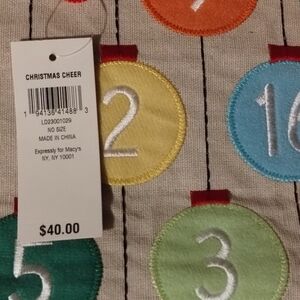 CHRISTMAS CHEER
1 94136 41488 3
LD23001029
NO SIZE
MADE IN CHINA
Expressly for Macy's
NY, NY 10001
$40.00
2
3
5